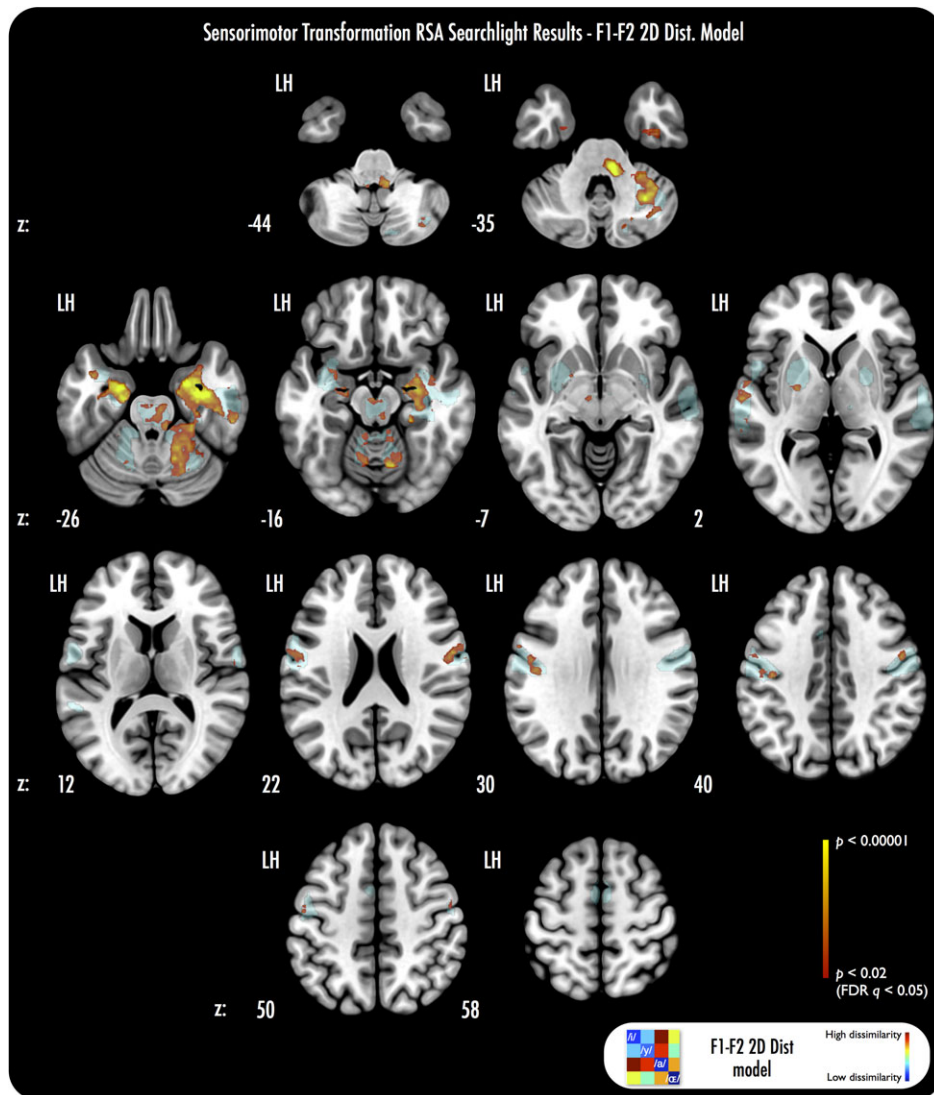 Sensorimotor Transformation RSA Searchlight Results - F1-F2 2D Dist. Model
LH LH
z: -44 -35
LH LH LH LH
z: -26 -16 -7 2
LH LH LH LH
z: 12 22 30 40
LH LH
z: 50 58
p < 0.00001
p < 0.02
(FDR q < 0.05)
/i/
/y/
/a/
/œ/
F1-F2 2D Dist
model
High dissimilarity
Low dissimilarity